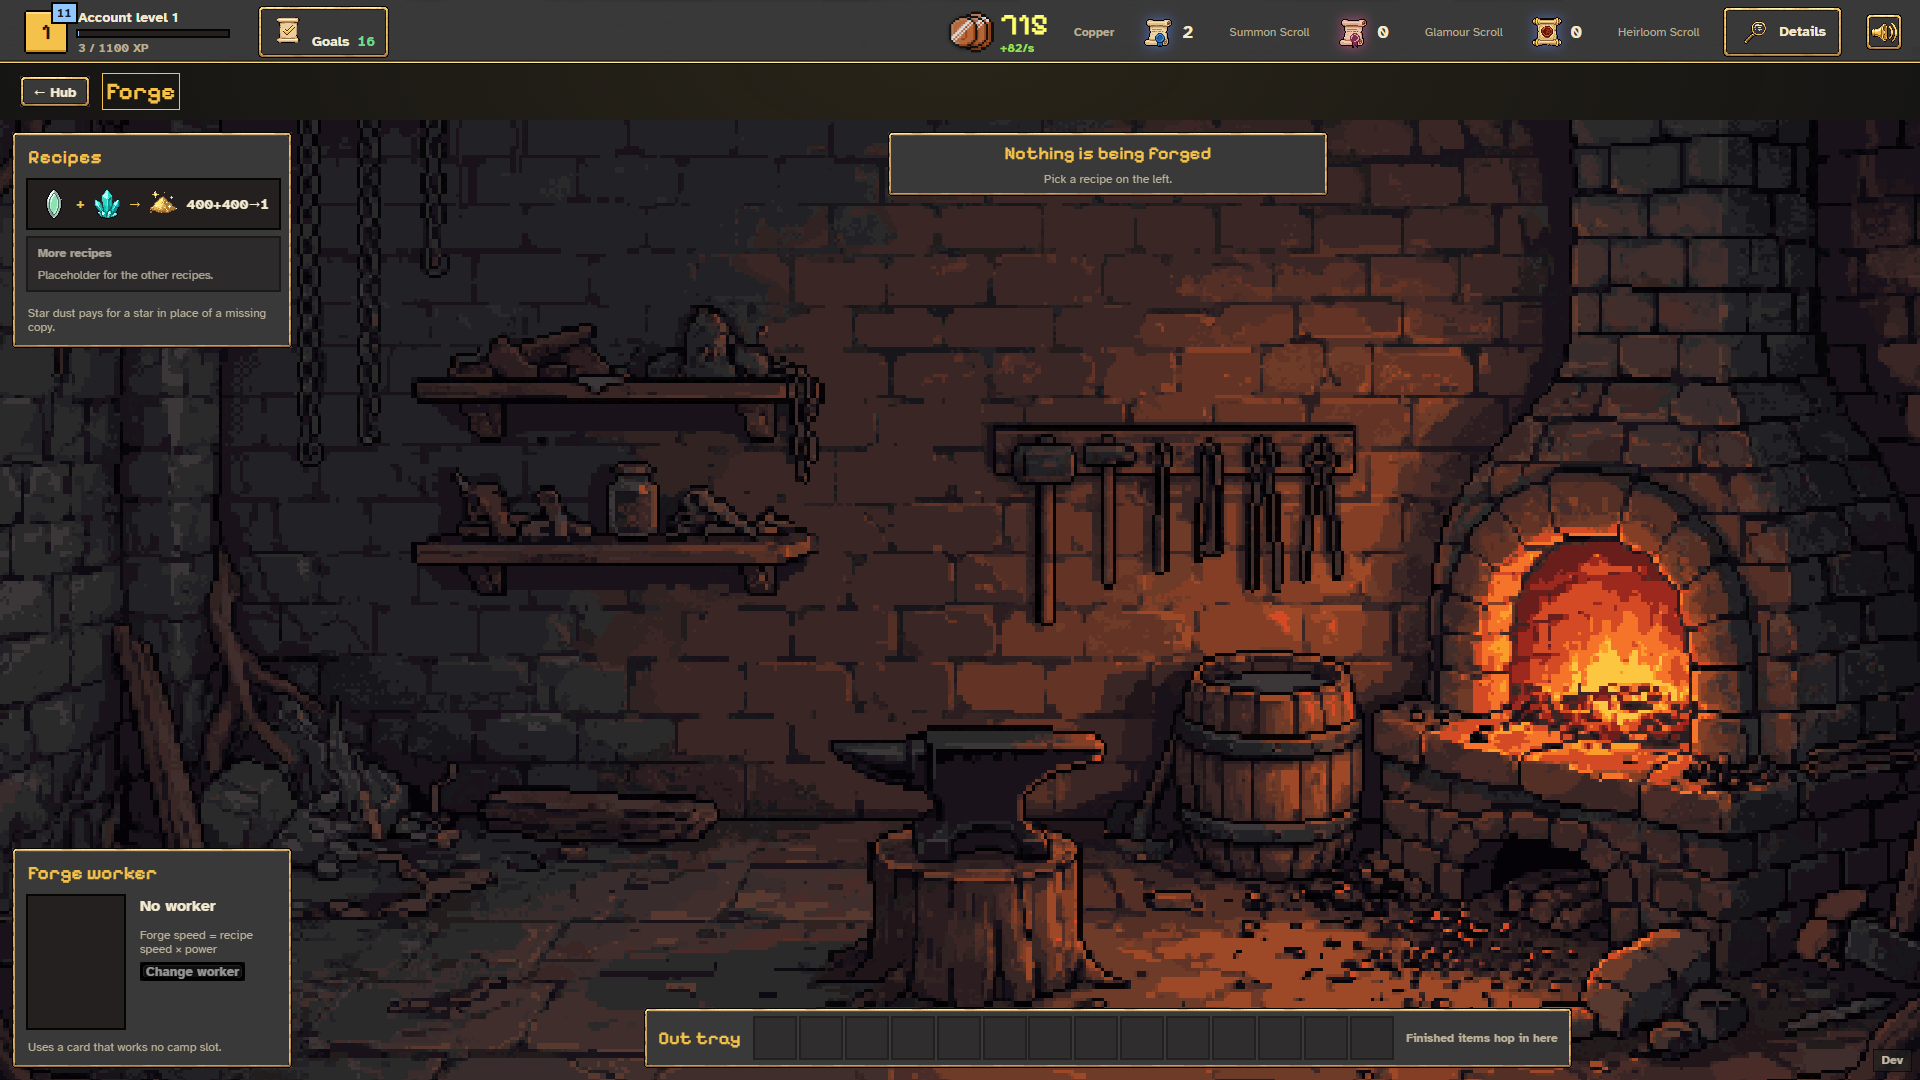 1
11
Account level 1
3 / 1100 XP
Goals 16
718
+82/s
Copper
2
Summon Scroll
0
Glamour Scroll
0
Heirloom Scroll
Details
← Hub
Forge
Recipes
+ → 400+400→1
More recipes
Placeholder for the other recipes.
Star dust pays for a star in place of a missing
copy.
Nothing is being forged
Pick a recipe on the left.
Forge worker
No worker
Forge speed = recipe
speed × power
Change worker
Uses a card that works no camp slot.
Out tray
Finished items hop in here
Dev